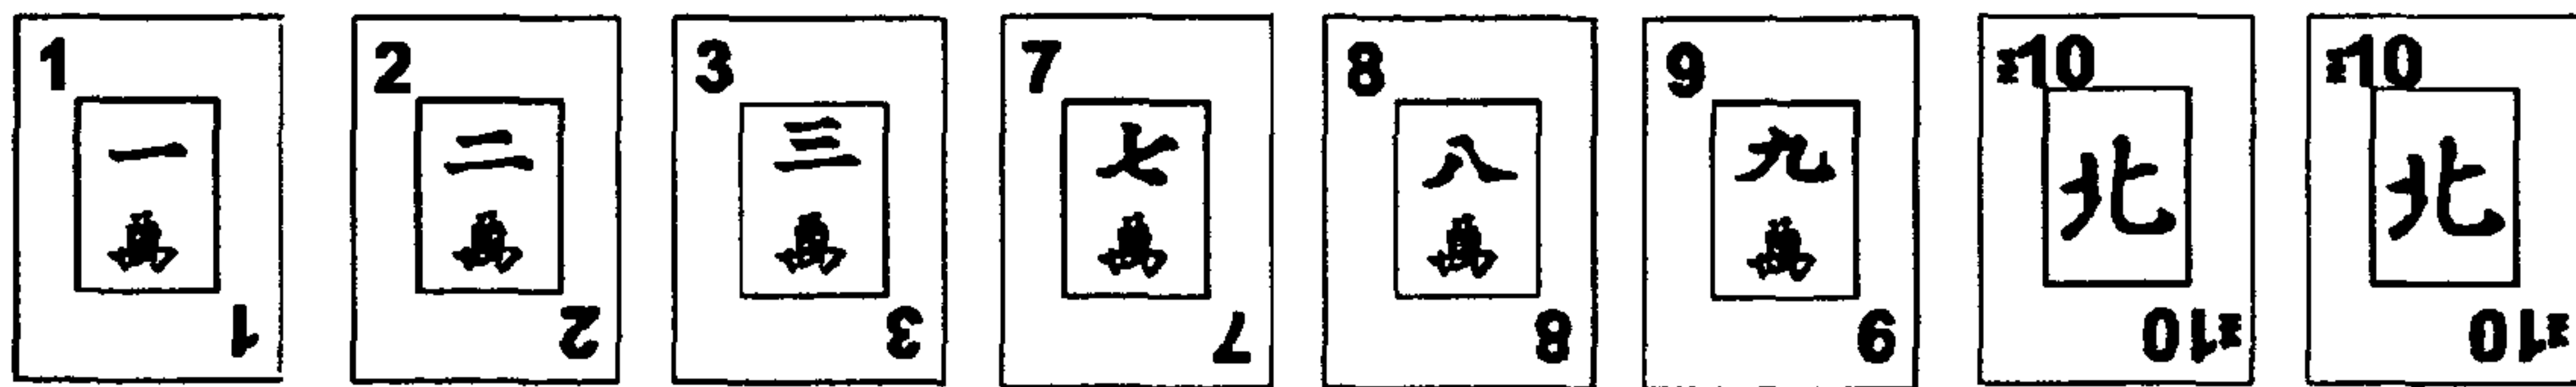 1 2 3 7 8 9 10 10
一 二 三 七 八 九 北 北
萬 萬 萬 萬 萬 萬
1 2 3 7 8 9 10 10